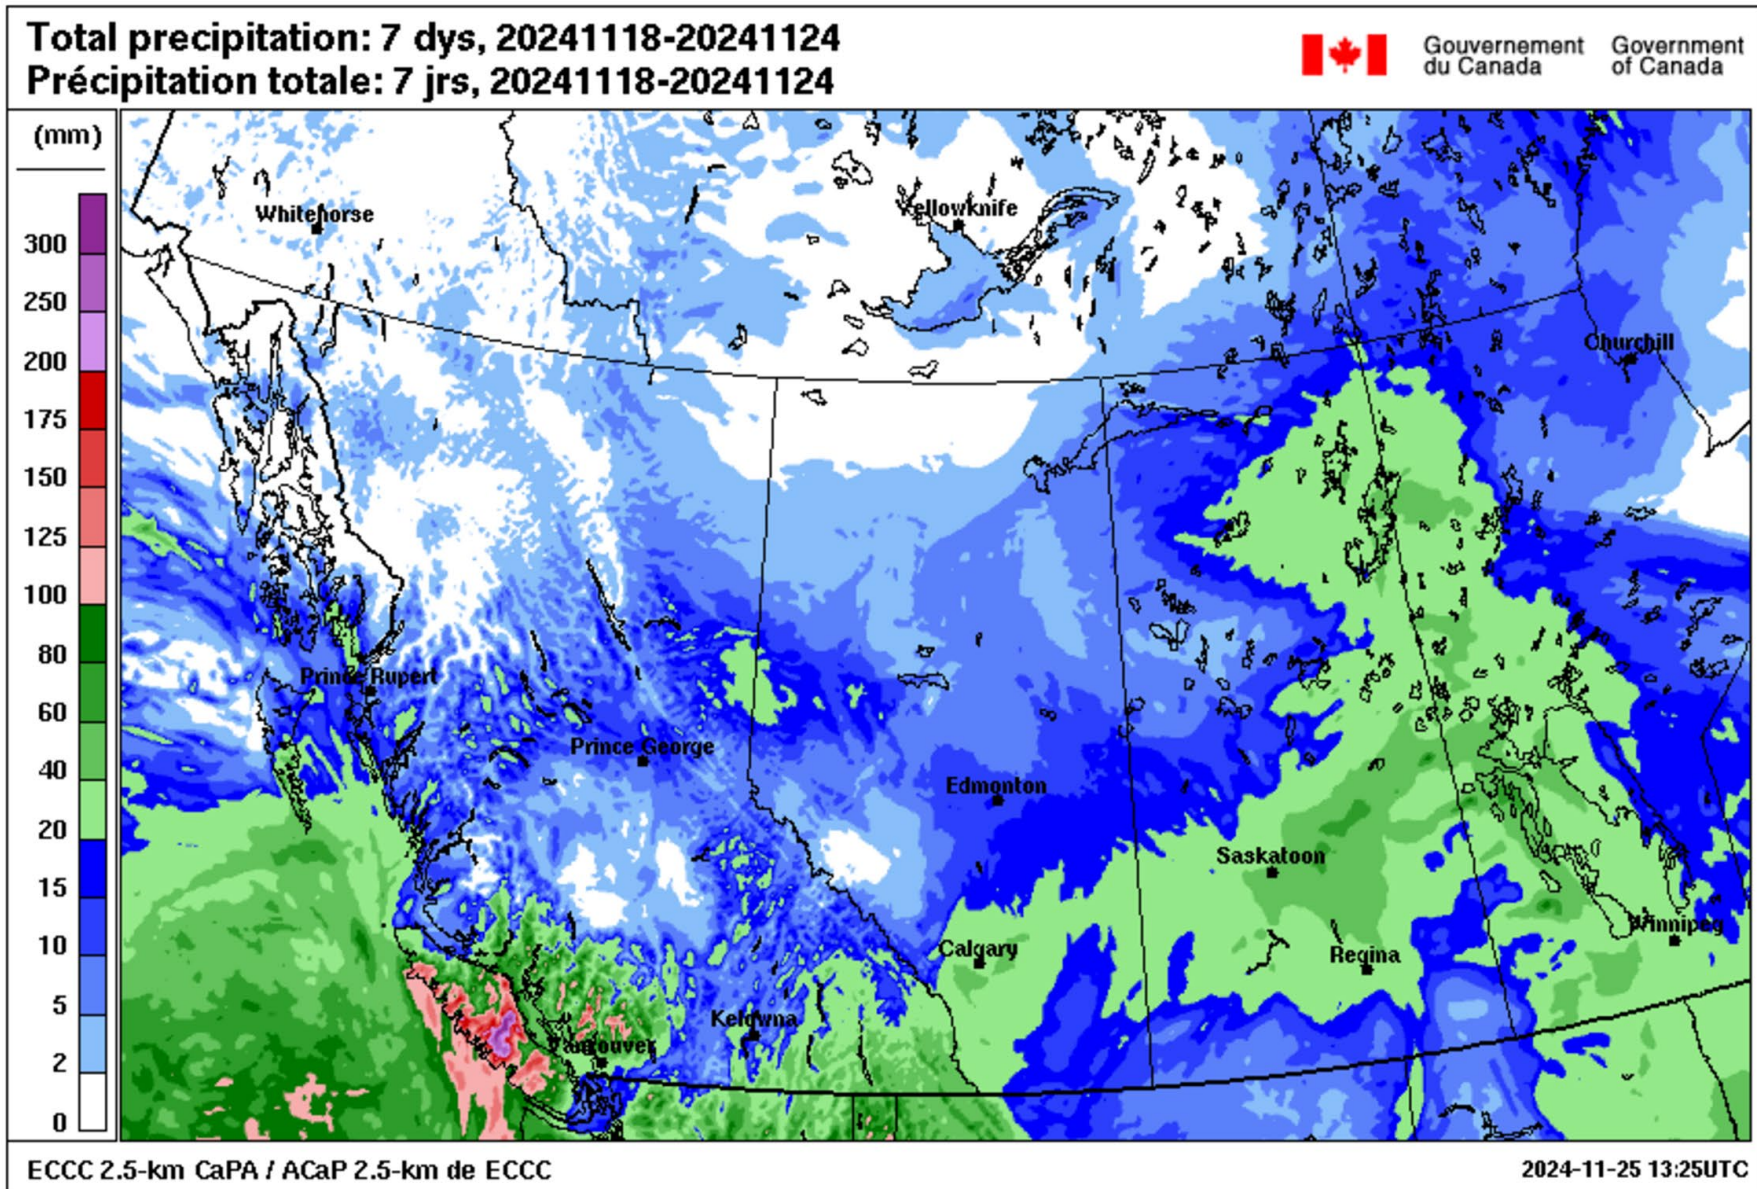 Total precipitation: 7 dys, 20241118-20241124
Précipitation totale: 7 jrs, 20241118-20241124
Gouvernement du Canada
Government of Canada
(mm)
300
250
200
175
150
125
100
80
60
40
20
15
10
5
2
0
Whitehorse
Yellowknife
Churchill
Prince Rupert
Prince George
Edmonton
Saskatoon
Calgary
Regina
Winnipeg
Kelowna
Vancouver
ECCC 2.5-km CaPA / ACaP 2.5-km de ECCC
2024-11-25 13:25UTC